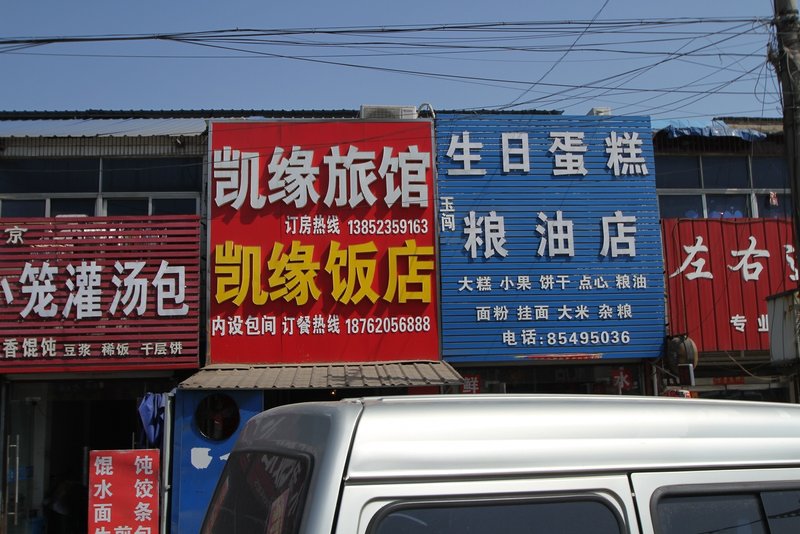 京
小笼灌汤包
香馄饨 豆浆 稀饭 千层饼
凯缘旅馆
订房热线 13852359163
凯缘饭店
内设包间 订餐热线 18762056888
生日蛋糕
玉闯
粮油店
大糕 小果 饼干 点心 粮油
面粉 挂面 大米 杂粮
电话:85495036
左右
专业
鲜
水
馄饨
水饺
面条